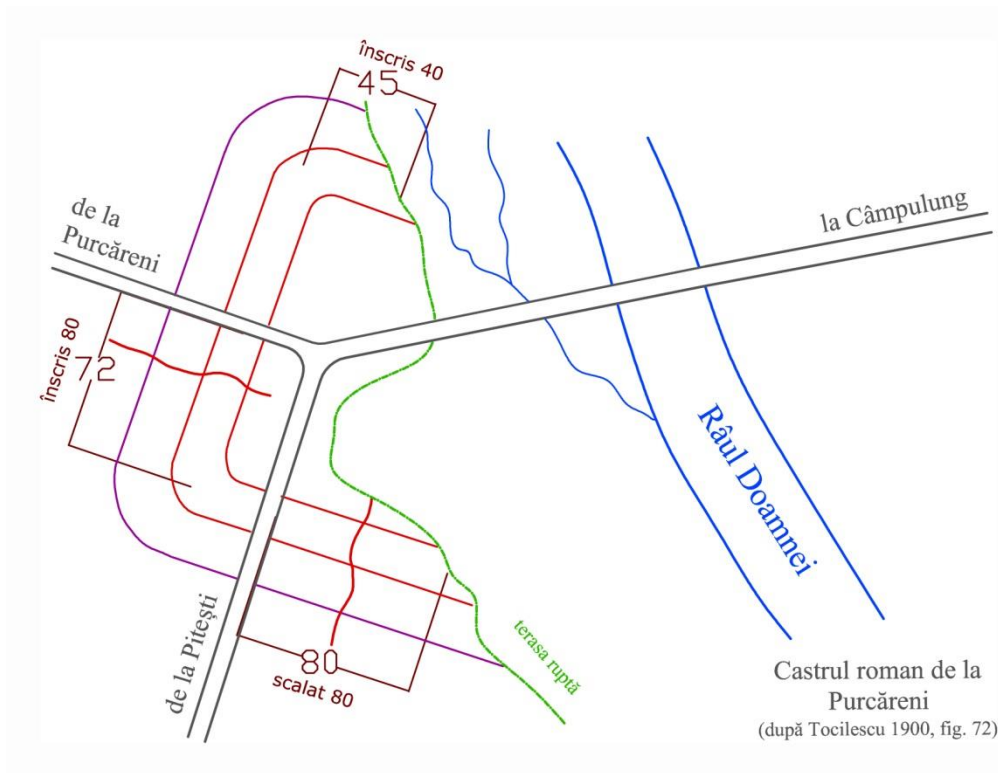 înscris 40
45
de la
Purcăreni
la Câmpulung
înscris 80
72
Râul Doamnei
de la Pitești
80
scalat 80
terasa ruptă
Castrul roman de la
Purcăreni
(după Tocilescu 1900, fig. 72)